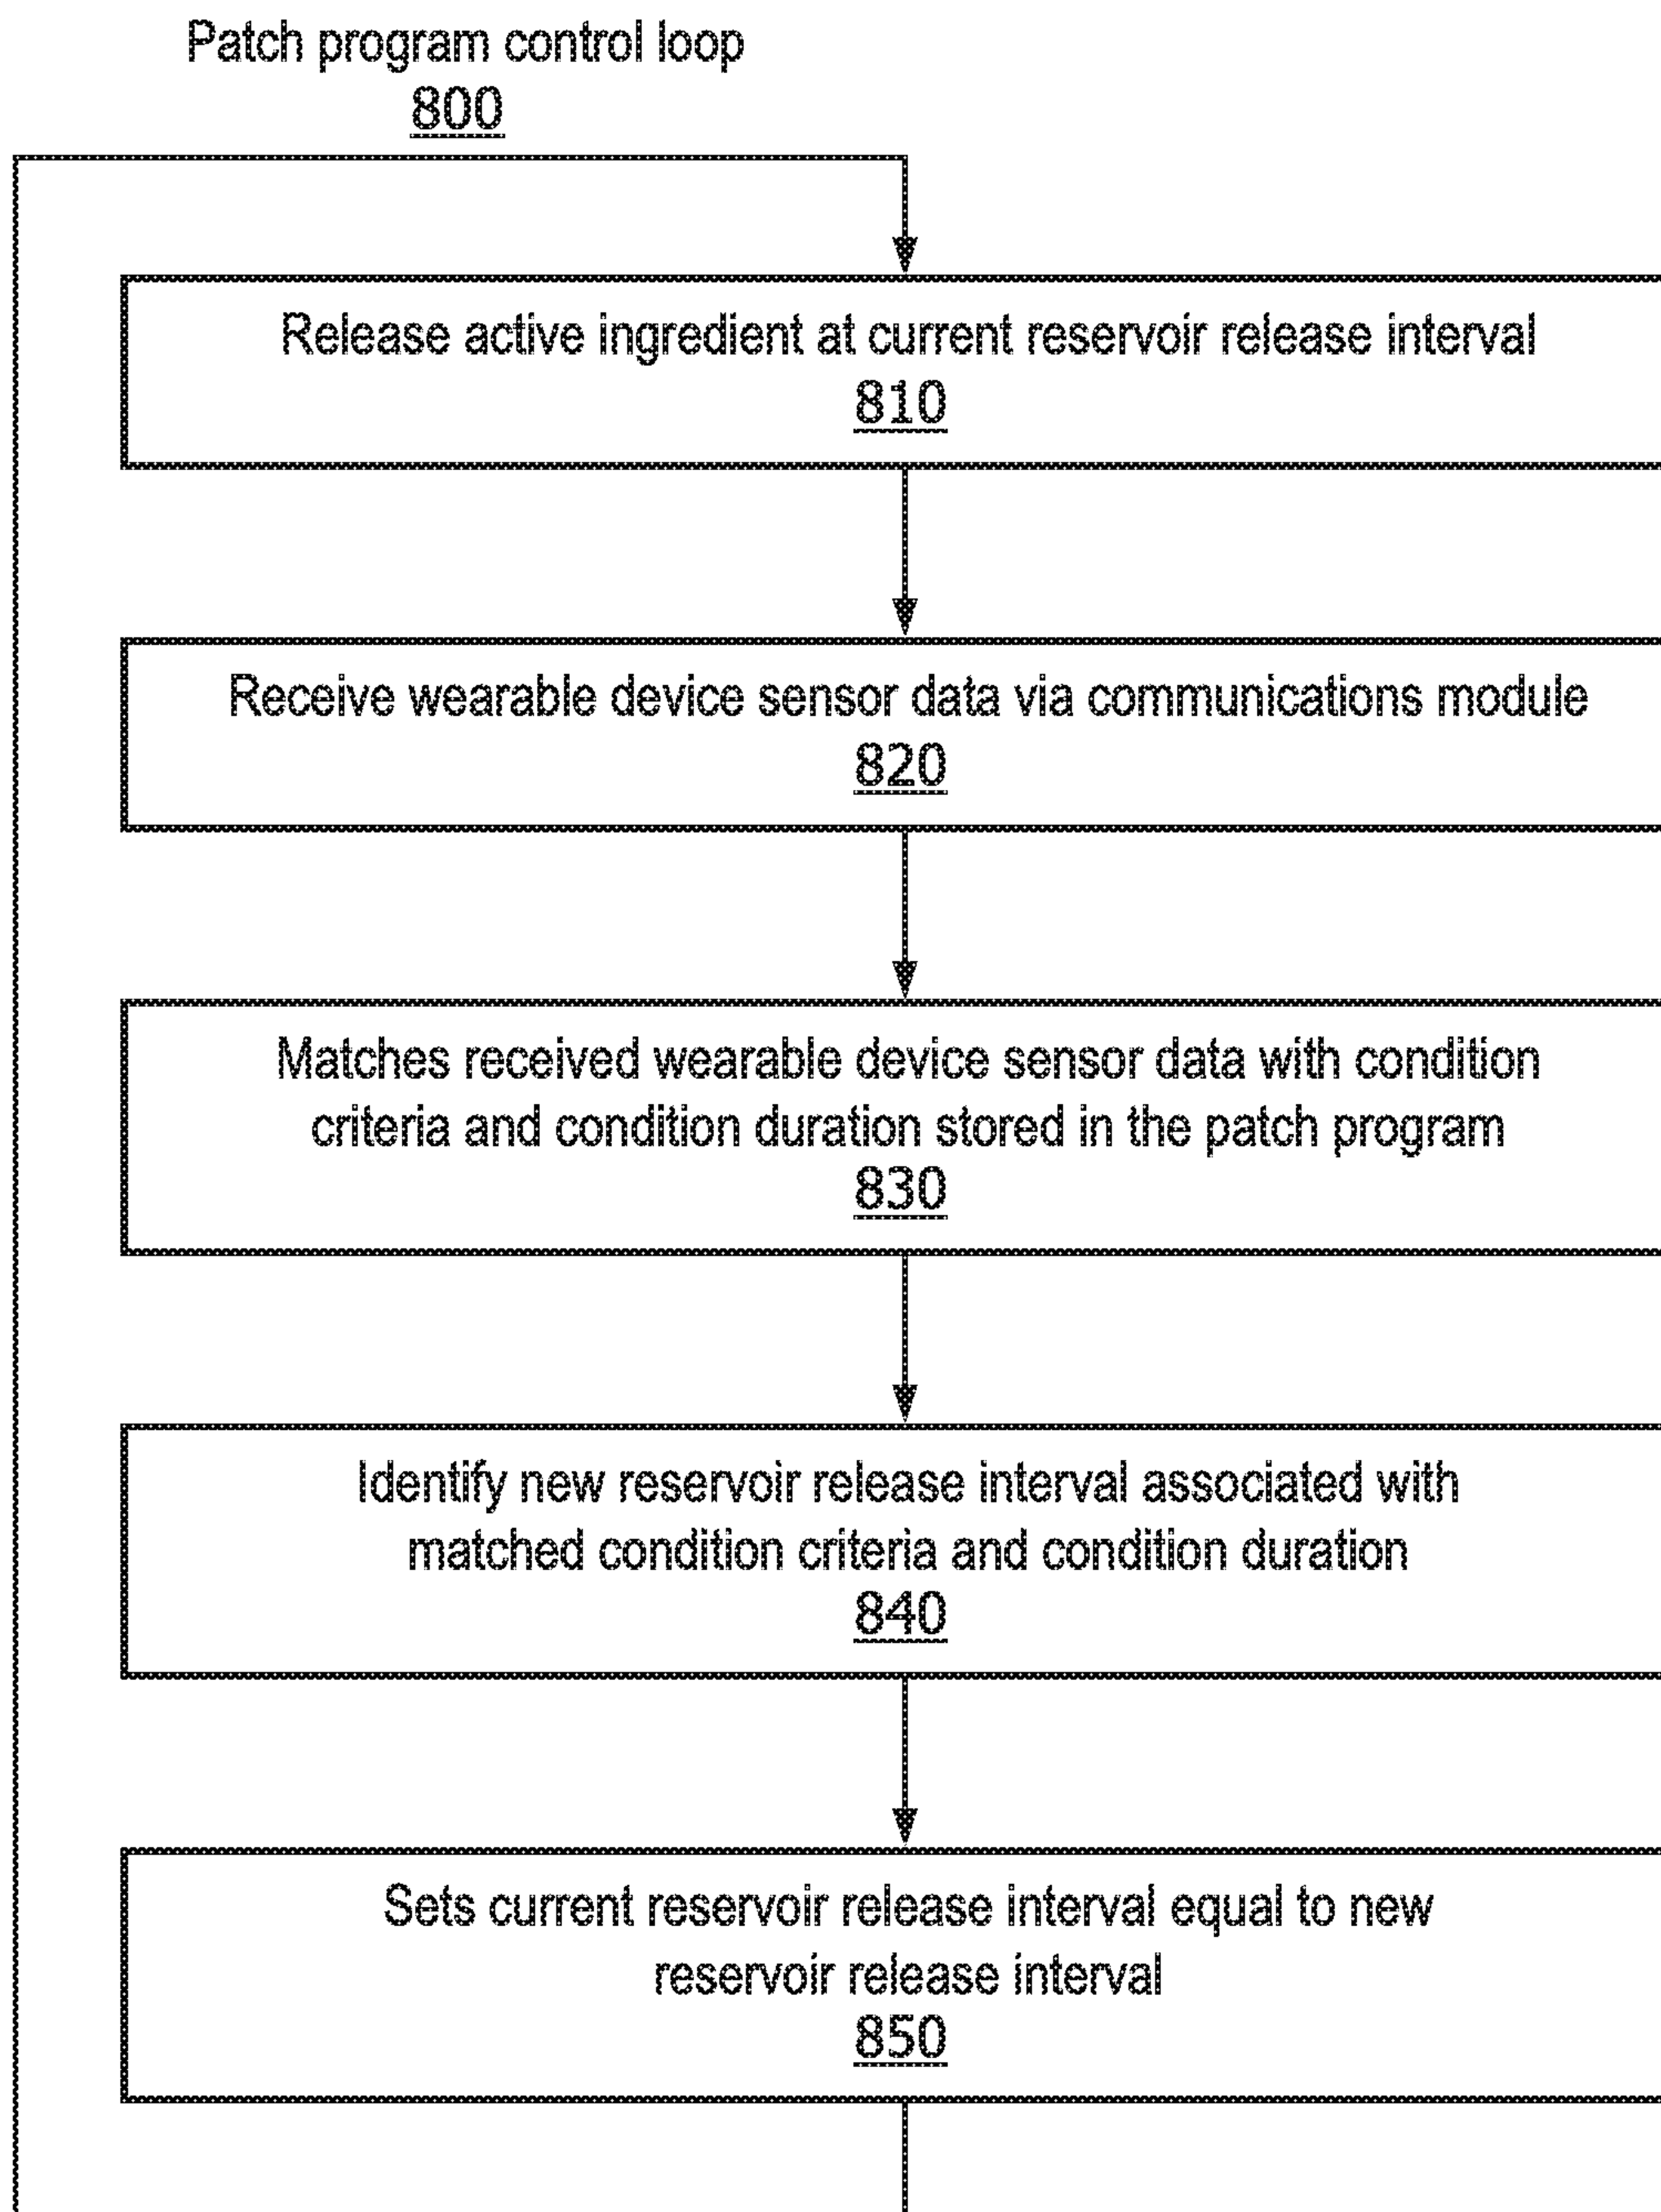 Patch program control loop
800
Release active ingredient at current reservoir release interval
810
Receive wearable device sensor data via communications module
820
Matches received wearable device sensor data with condition
criteria and condition duration stored in the patch program
830
Identify new reservoir release interval associated with
matched condition criteria and condition duration
840
Sets current reservoir release interval equal to new
reservoir release interval
850